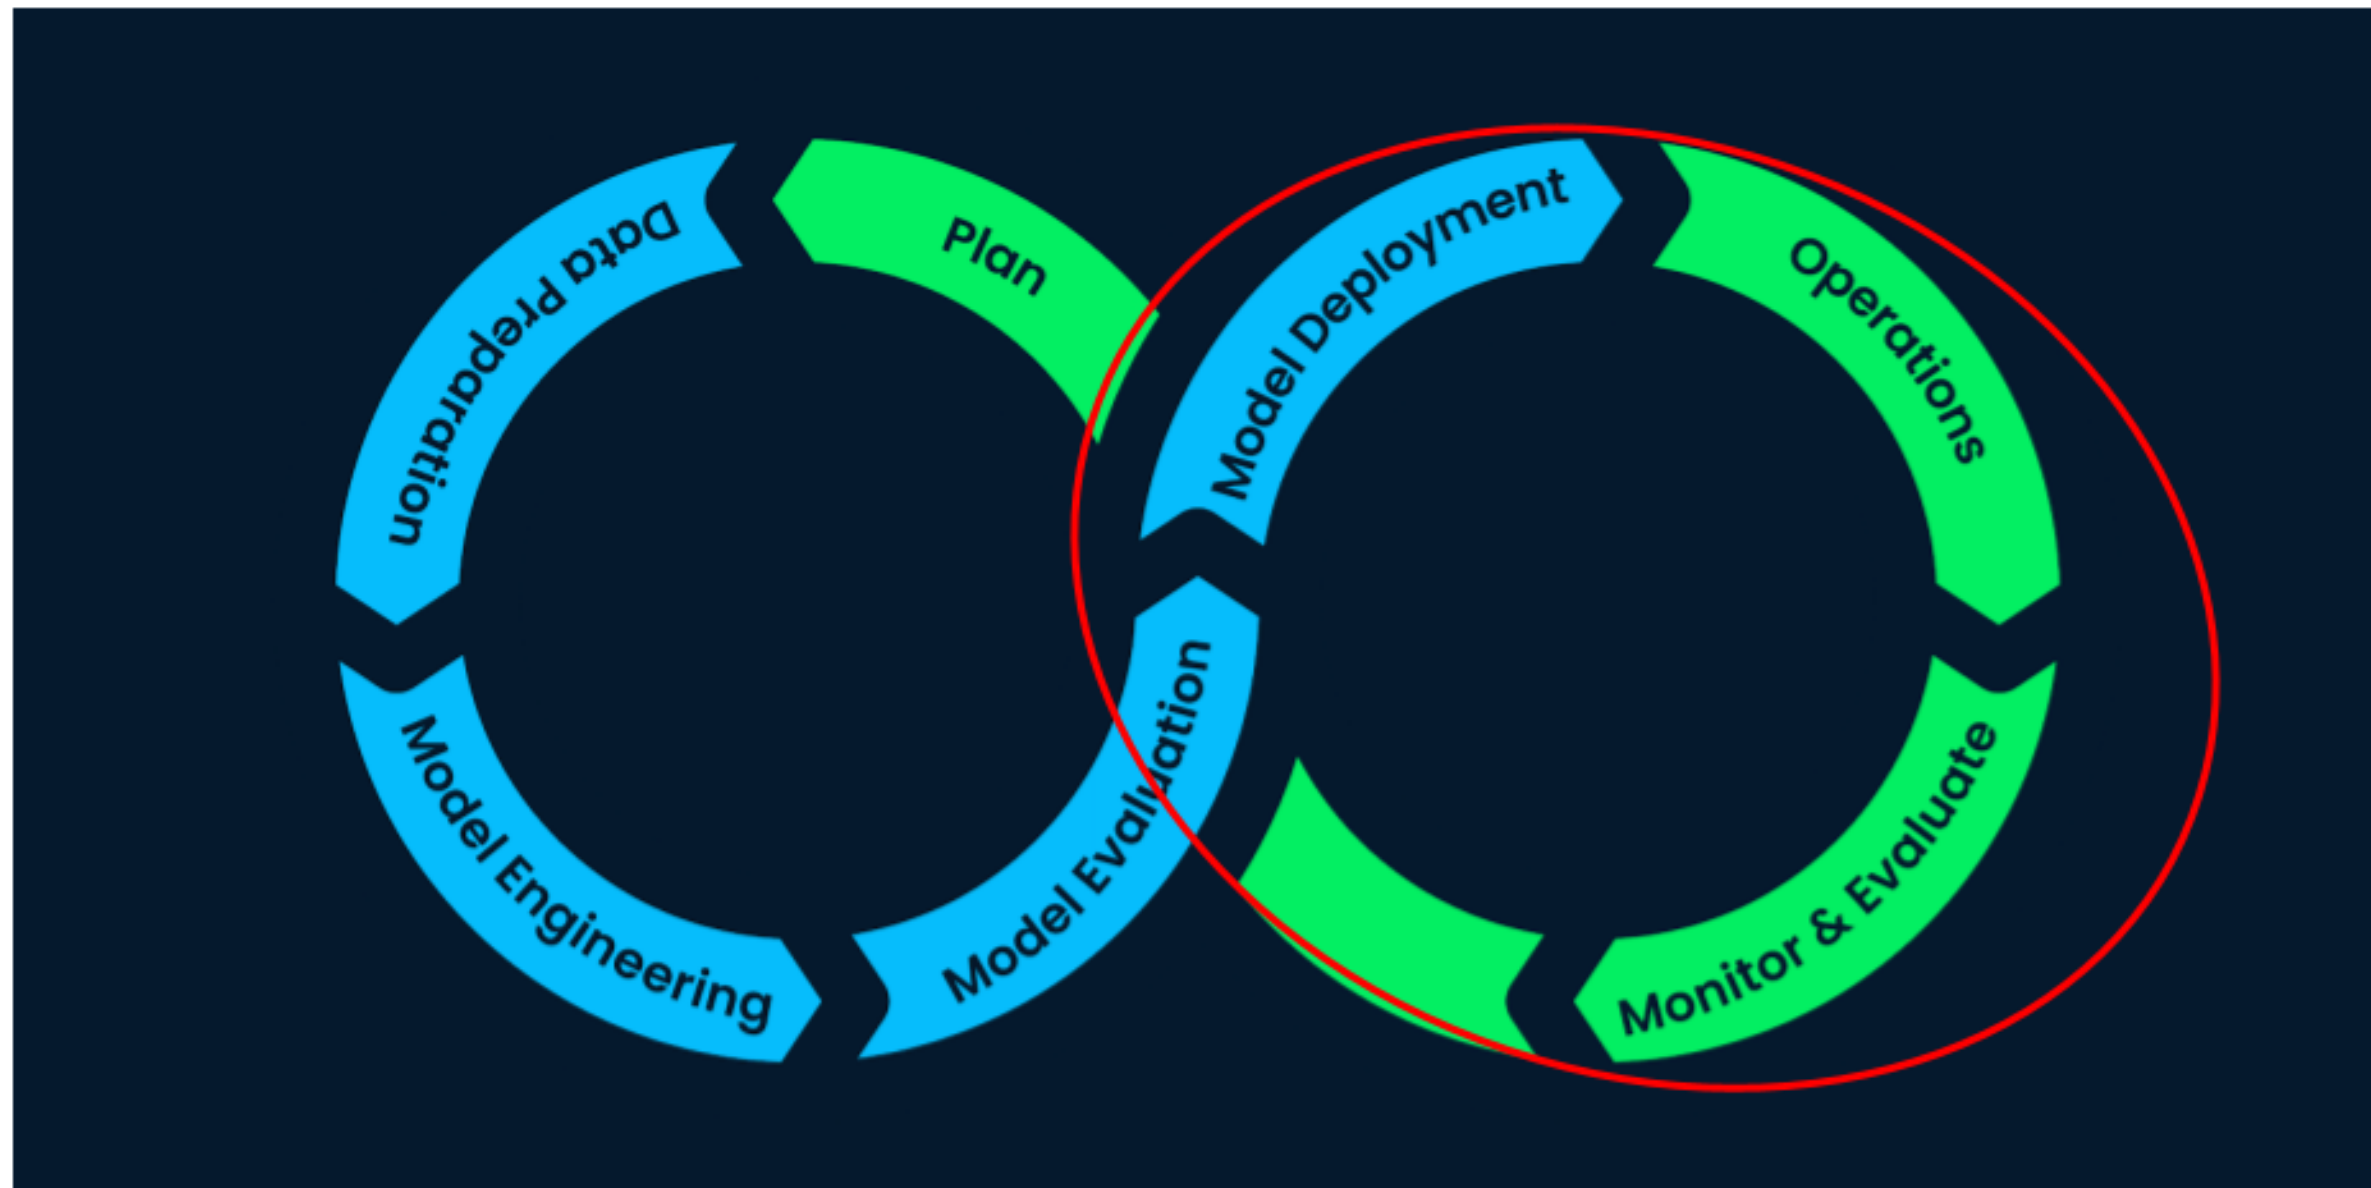 Plan
Data Preparation
Model Engineering
Model Evaluation
Model Deployment
Operations
Monitor & Evaluate